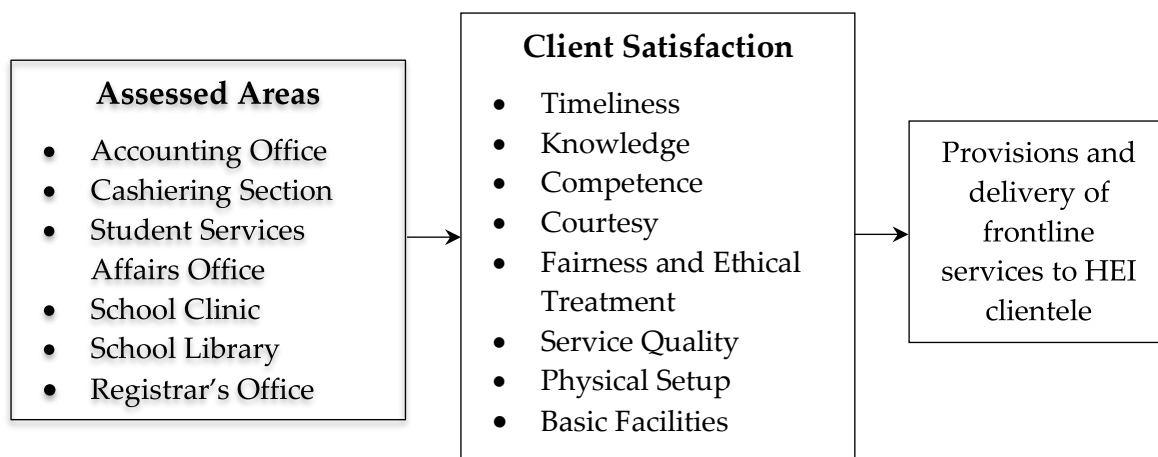 Assessed Areas
• Accounting Office
• Cashiering Section
• Student Services
Affairs Office
• School Clinic
• School Library
• Registrar’s Office
Client Satisfaction
• Timeliness
• Knowledge
• Competence
• Courtesy
• Fairness and Ethical
Treatment
• Service Quality
• Physical Setup
• Basic Facilities
Provisions and
delivery of
frontline
services to HEI
clientele